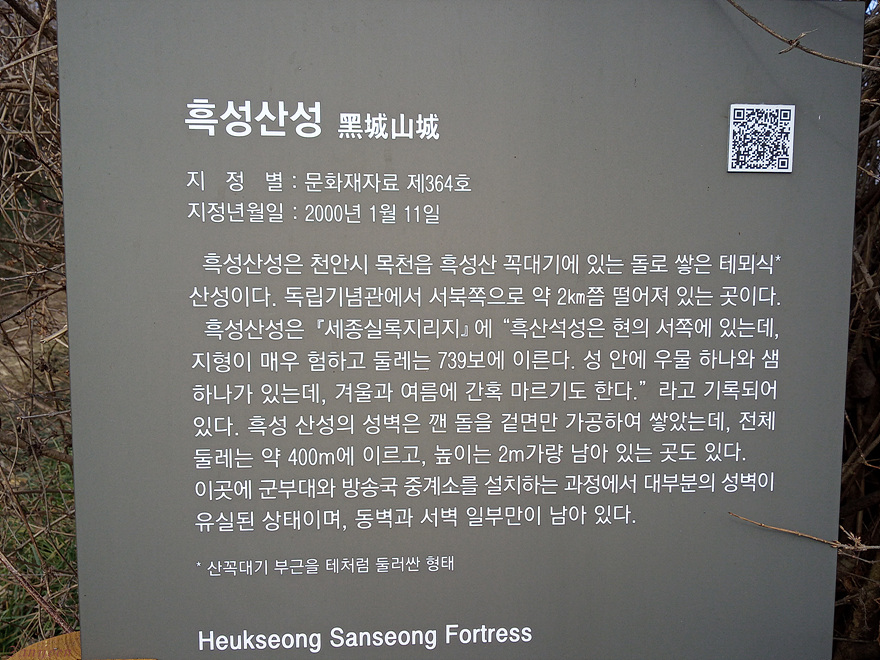 흑성산성 黑城山城
지 정 별 : 문화재자료 제364호
지정년월일 : 2000년 1월 11일
흑성산성은 천안시 목천읍 흑성산 꼭대기에 있는 돌로 쌓은 테뫼식*
산성이다. 독립기념관에서 서북쪽으로 약 2㎞쯤 떨어져 있는 곳이다.
흑성산성은 『세종실록지리지』에 “흑산석성은 현의 서쪽에 있는데,
지형이 매우 험하고 둘레는 739보에 이른다. 성 안에 우물 하나와 샘
하나가 있는데, 겨울과 여름에 간혹 마르기도 한다.” 라고 기록되어
있다. 흑성 산성의 성벽은 깬 돌을 겉면만 가공하여 쌓았는데, 전체
둘레는 약 400m에 이르고, 높이는 2m가량 남아 있는 곳도 있다.
이곳에 군부대와 방송국 중계소를 설치하는 과정에서 대부분의 성벽이
유실된 상태이며, 동벽과 서벽 일부만이 남아 있다.
* 산꼭대기 부근을 테처럼 둘러싼 형태
Heukseong Sanseong Fortress